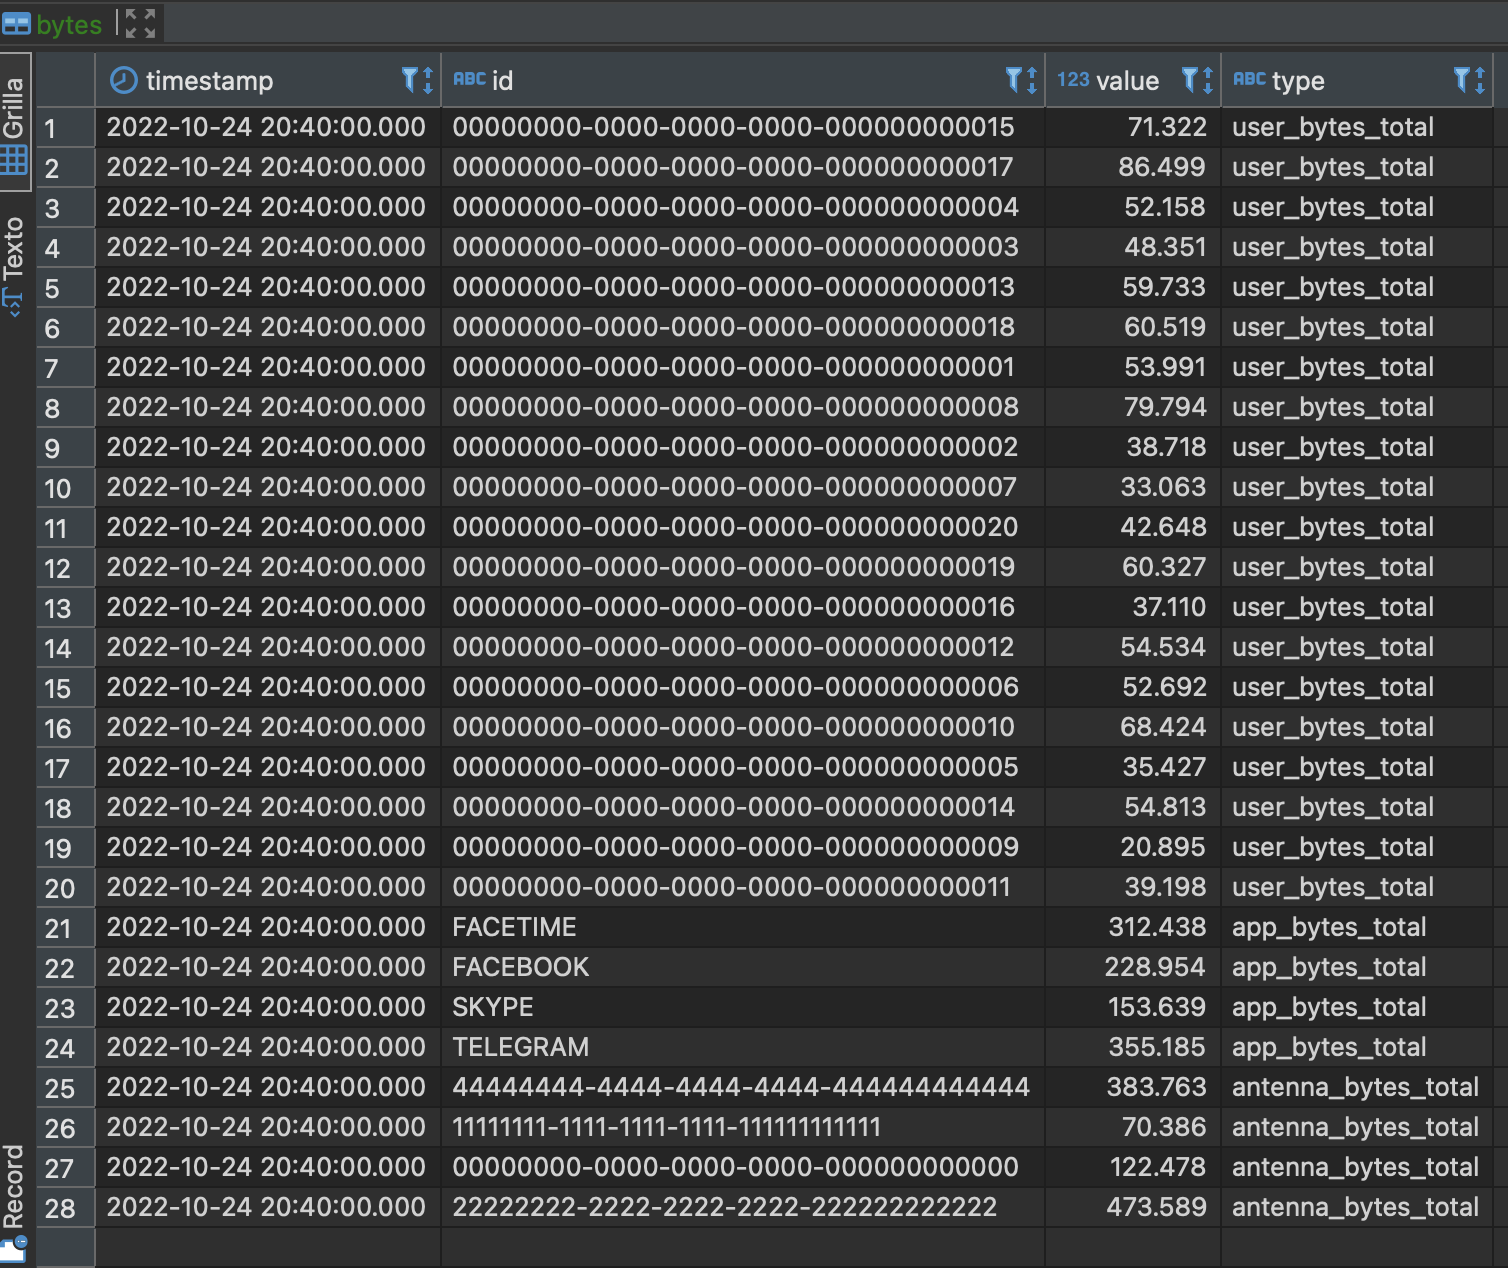 bytes
Grilla
Texto
Record
timestamp ABC id 123 value ABC type
1 2022-10-24 20:40:00.000 00000000-0000-0000-0000-000000000015 71.322 user_bytes_total
2 2022-10-24 20:40:00.000 00000000-0000-0000-0000-000000000017 86.499 user_bytes_total
3 2022-10-24 20:40:00.000 00000000-0000-0000-0000-000000000004 52.158 user_bytes_total
4 2022-10-24 20:40:00.000 00000000-0000-0000-0000-000000000003 48.351 user_bytes_total
5 2022-10-24 20:40:00.000 00000000-0000-0000-0000-000000000013 59.733 user_bytes_total
6 2022-10-24 20:40:00.000 00000000-0000-0000-0000-000000000018 60.519 user_bytes_total
7 2022-10-24 20:40:00.000 00000000-0000-0000-0000-000000000001 53.991 user_bytes_total
8 2022-10-24 20:40:00.000 00000000-0000-0000-0000-000000000008 79.794 user_bytes_total
9 2022-10-24 20:40:00.000 00000000-0000-0000-0000-000000000002 38.718 user_bytes_total
10 2022-10-24 20:40:00.000 00000000-0000-0000-0000-000000000007 33.063 user_bytes_total
11 2022-10-24 20:40:00.000 00000000-0000-0000-0000-000000000020 42.648 user_bytes_total
12 2022-10-24 20:40:00.000 00000000-0000-0000-0000-000000000019 60.327 user_bytes_total
13 2022-10-24 20:40:00.000 00000000-0000-0000-0000-000000000016 37.110 user_bytes_total
14 2022-10-24 20:40:00.000 00000000-0000-0000-0000-000000000012 54.534 user_bytes_total
15 2022-10-24 20:40:00.000 00000000-0000-0000-0000-000000000006 52.692 user_bytes_total
16 2022-10-24 20:40:00.000 00000000-0000-0000-0000-000000000010 68.424 user_bytes_total
17 2022-10-24 20:40:00.000 00000000-0000-0000-0000-000000000005 35.427 user_bytes_total
18 2022-10-24 20:40:00.000 00000000-0000-0000-0000-000000000014 54.813 user_bytes_total
19 2022-10-24 20:40:00.000 00000000-0000-0000-0000-000000000009 20.895 user_bytes_total
20 2022-10-24 20:40:00.000 00000000-0000-0000-0000-000000000011 39.198 user_bytes_total
21 2022-10-24 20:40:00.000 FACETIME 312.438 app_bytes_total
22 2022-10-24 20:40:00.000 FACEBOOK 228.954 app_bytes_total
23 2022-10-24 20:40:00.000 SKYPE 153.639 app_bytes_total
24 2022-10-24 20:40:00.000 TELEGRAM 355.185 app_bytes_total
25 2022-10-24 20:40:00.000 44444444-4444-4444-4444-444444444444 383.763 antenna_bytes_total
26 2022-10-24 20:40:00.000 11111111-1111-1111-1111-111111111111 70.386 antenna_bytes_total
27 2022-10-24 20:40:00.000 00000000-0000-0000-0000-000000000000 122.478 antenna_bytes_total
28 2022-10-24 20:40:00.000 22222222-2222-2222-2222-222222222222 473.589 antenna_bytes_total